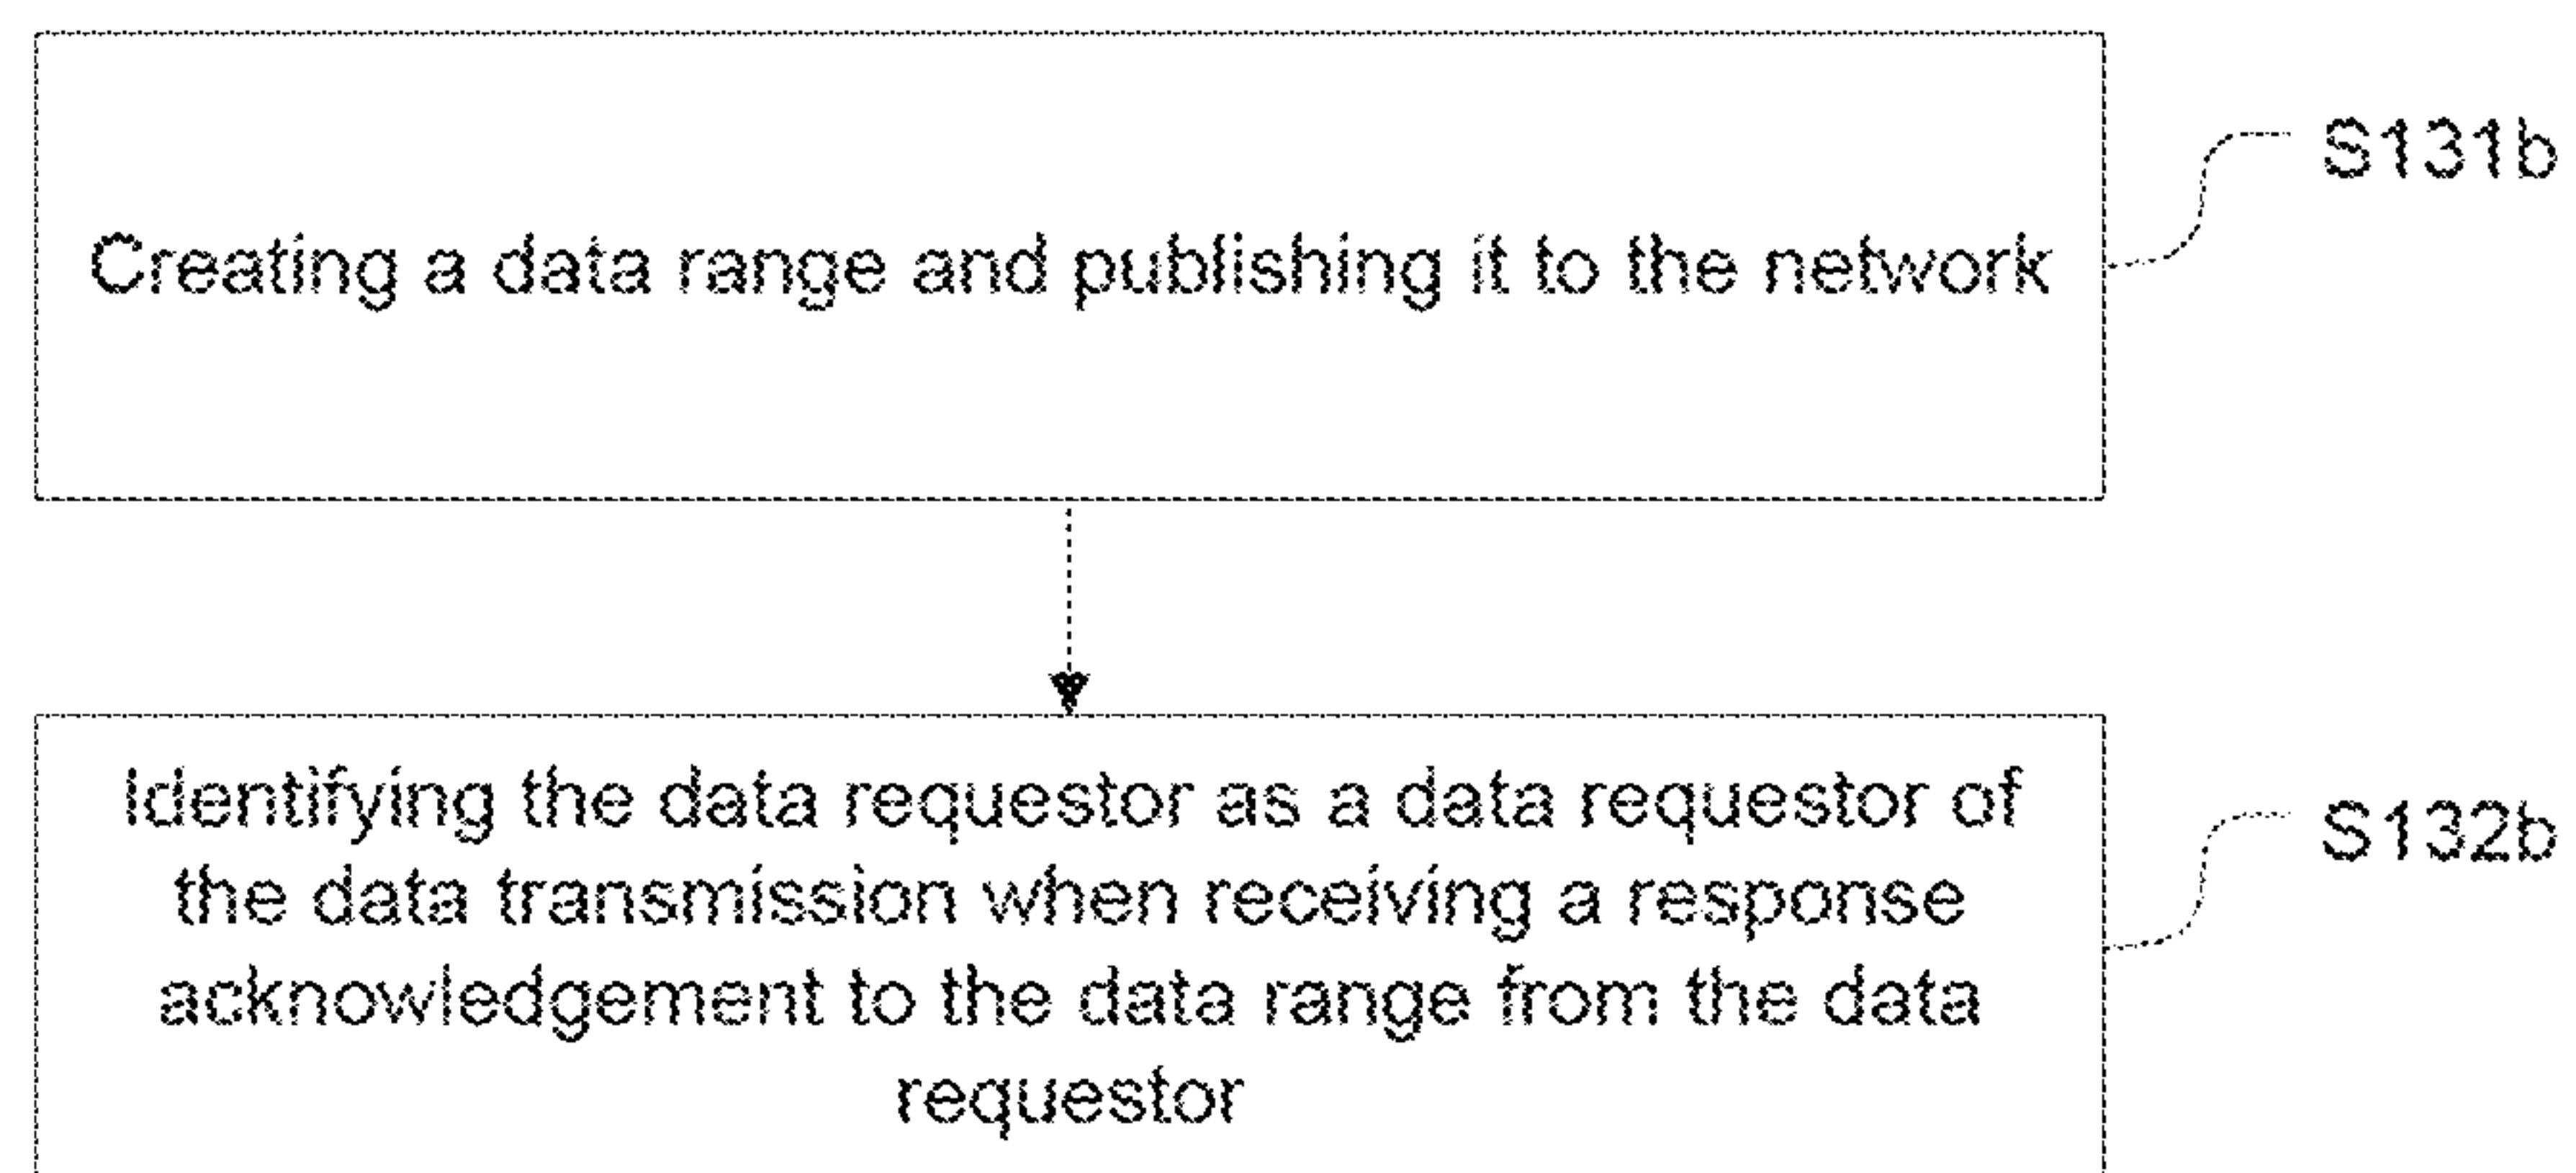 Creating a data range and publishing it to the network
S131b
Identifying the data requestor as a data requestor of
the data transmission when receiving a response
acknowledgement to the data range from the data
requestor
S132b